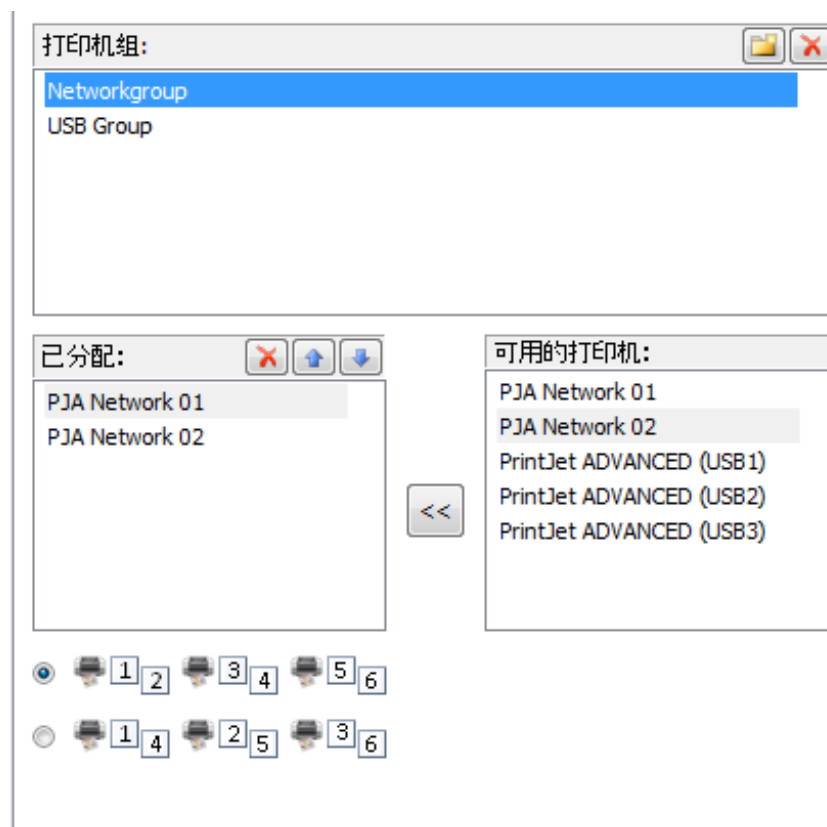 打印机组:
Networkgroup
USB Group
已分配:
PJA Network 01
PJA Network 02
<<
可用的打印机:
PJA Network 01
PJA Network 02
PrintJet ADVANCED (USB1)
PrintJet ADVANCED (USB2)
PrintJet ADVANCED (USB3)
1 2 3 4 5 6
1 4 2 5 3 6